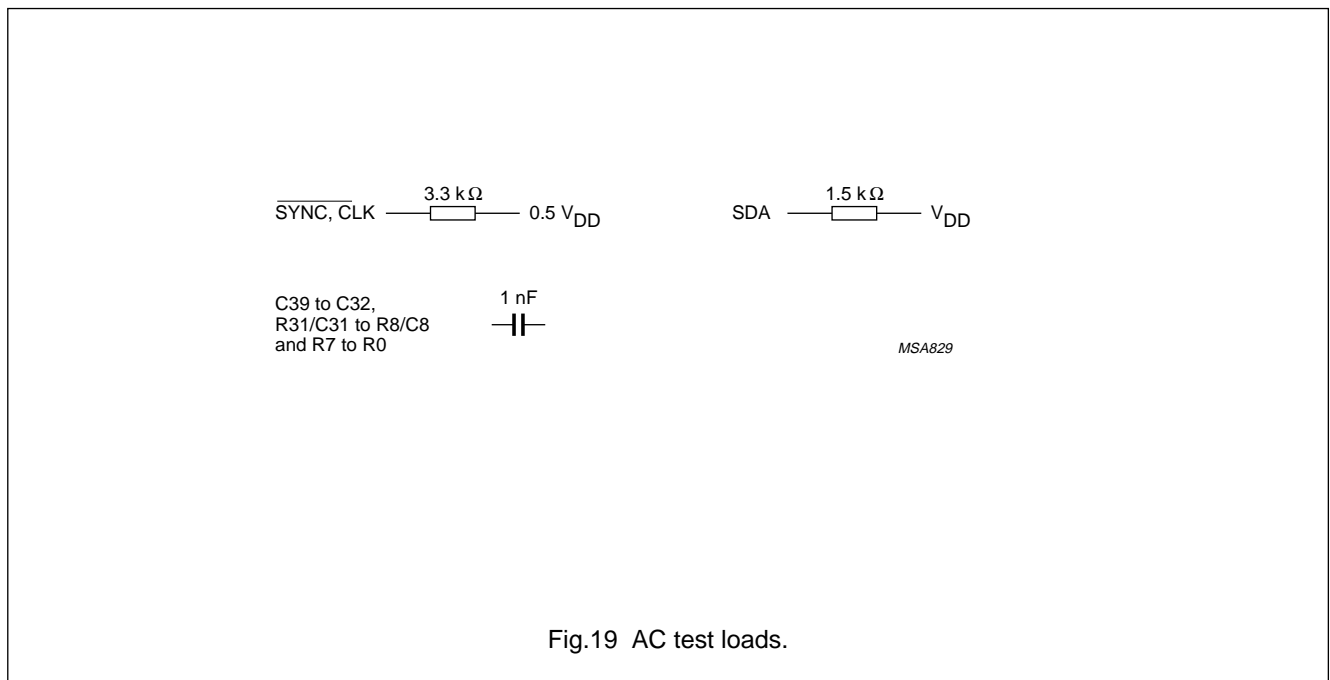 SYNC, CLK 3.3 kΩ 0.5 VDD
SDA 1.5 kΩ VDD
C39 to C32,
R31/C31 to R8/C8
and R7 to R0
1 nF
MSA829
Fig.19 AC test loads.